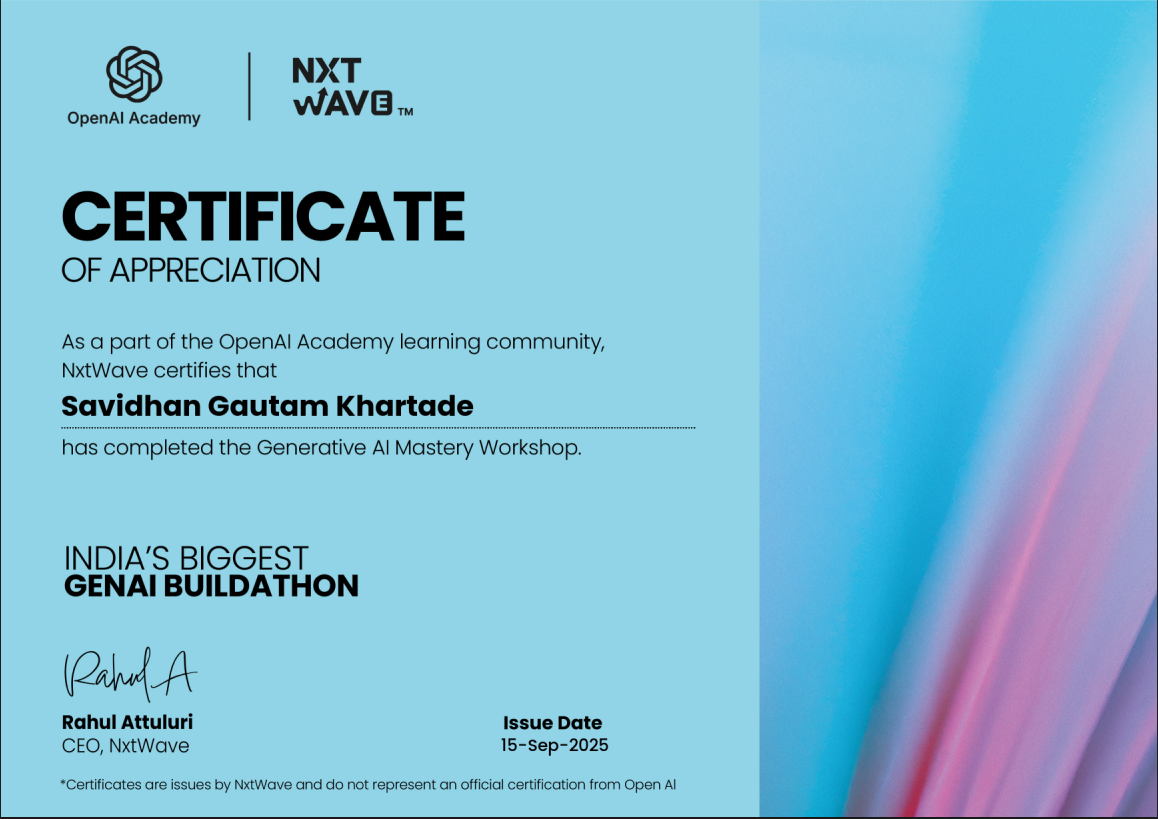 OpenAI Academy
NXT
WAVE™
CERTIFICATE
OF APPRECIATION
As a part of the OpenAI Academy learning community,
NxtWave certifies that
Savidhan Gautam Khartade
has completed the Generative AI Mastery Workshop.
INDIA’S BIGGEST
GENAI BUILDATHON
Rahul A
Rahul Attuluri
CEO, NxtWave
Issue Date
15-Sep-2025
*Certificates are issues by NxtWave and do not represent an official certification from Open AI